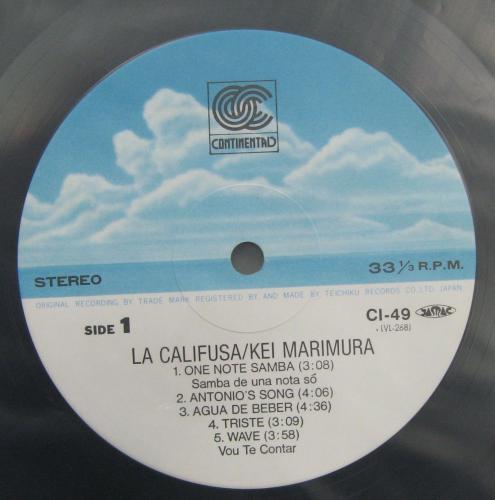 CONTINENTAL
STEREO
33 1/3 R.P.M.
ORIGINAL RECORDING BY TRADE MARK REGISTERED BY AND MANUFACTURED BY TEICHIKU RECORDS CO. LTD. JAPAN
SIDE 1
CI-49 JASRAC
(VL-268)
LA CALIFUSA/KEI MARIMURA
1. ONE NOTE SAMBA (3:08)
Samba de una nota só
2. ANTONIO'S SONG (4:06)
3. AGUA DE BEBER (4:36)
4. TRISTE (3:09)
5. WAVE (3:58)
Vou Te Contar